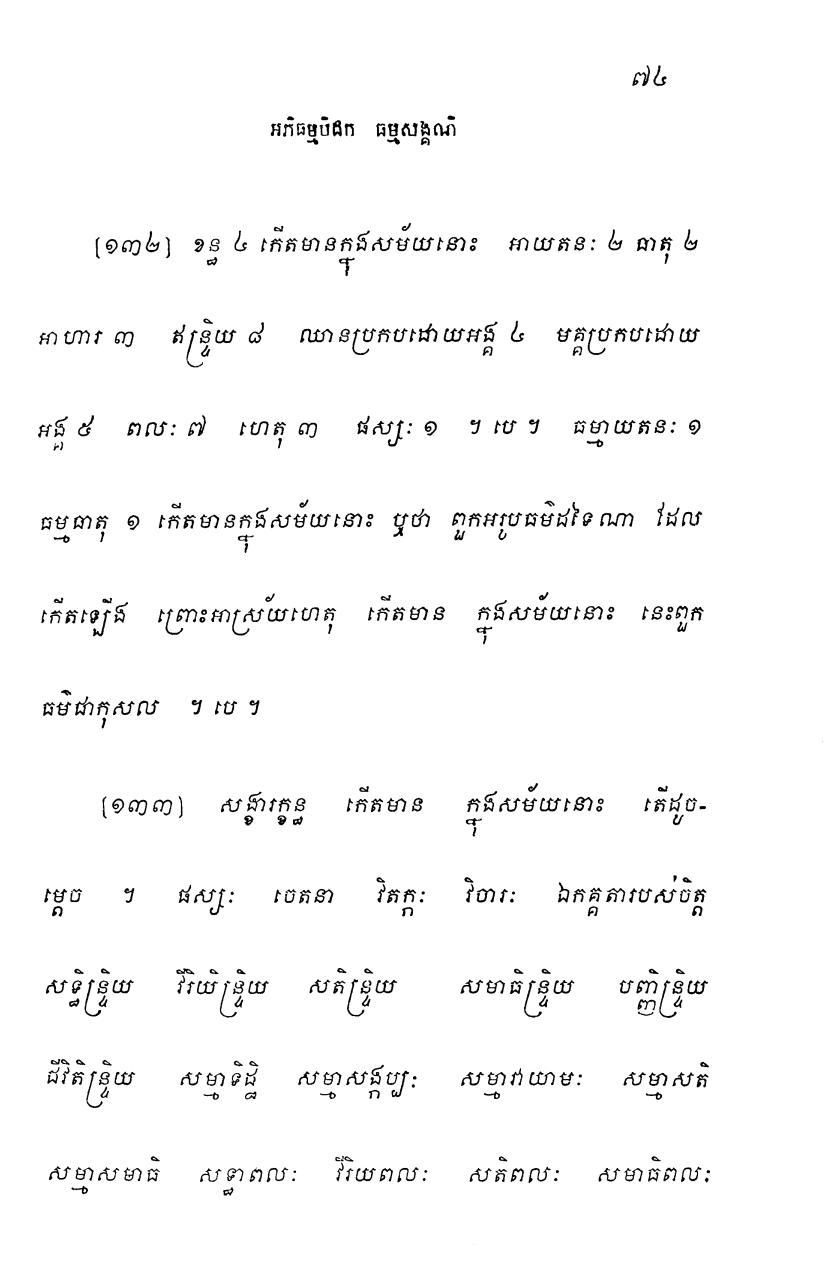 ៧៤
អភិធម្មបិដក ធម្មសង្គណិ
[១៣២] ខន្ធ ៤ កើតមានក្នុងសម័យនោះ អាយតនៈ ២ ធាតុ ២
អាហារ ៣ ឥន្ទ្រិយ ៨ ឈានប្រកបដោយអង្គ ៤ មគ្គប្រកបដោយ
អង្គ ៥ ពលៈ ៧ ហេតុ ៣ ផស្សៈ ១ ។ បេ ។ ធម្មាយតនៈ ១
ធម្មធាតុ ១ កើតមានក្នុងសម័យនោះ ឬថា ពួកអរូបធម៌ដទៃណា ដែល
កើតឡើង ព្រោះអាស្រ័យហេតុ កើតមាន ក្នុងសម័យនោះ នេះពួក
ធម៌ជាកុសល ។ បេ ។
[១៣៣] សង្ខារក្ខន្ធ កើតមាន ក្នុងសម័យនោះ តើដូច-
ម្តេច ។ ផស្សៈ ចេតនា វិតក្កៈ វិចារៈ ឯកគ្គតារបស់ចិត្ត
សទ្ធិន្ទ្រិយ វីរិយិន្ទ្រិយ សតិន្ទ្រិយ សមាធិន្ទ្រិយ បញ្ញិន្ទ្រិយ
ជីវិតិន្ទ្រិយ សម្មាទិដ្ឋិ សម្មាសង្កប្បៈ សម្មាវាយាមៈ សម្មាសតិ
សម្មាសមាធិ សទ្ធាពលៈ វីរិយពលៈ សតិពលៈ សមាធិពលៈ